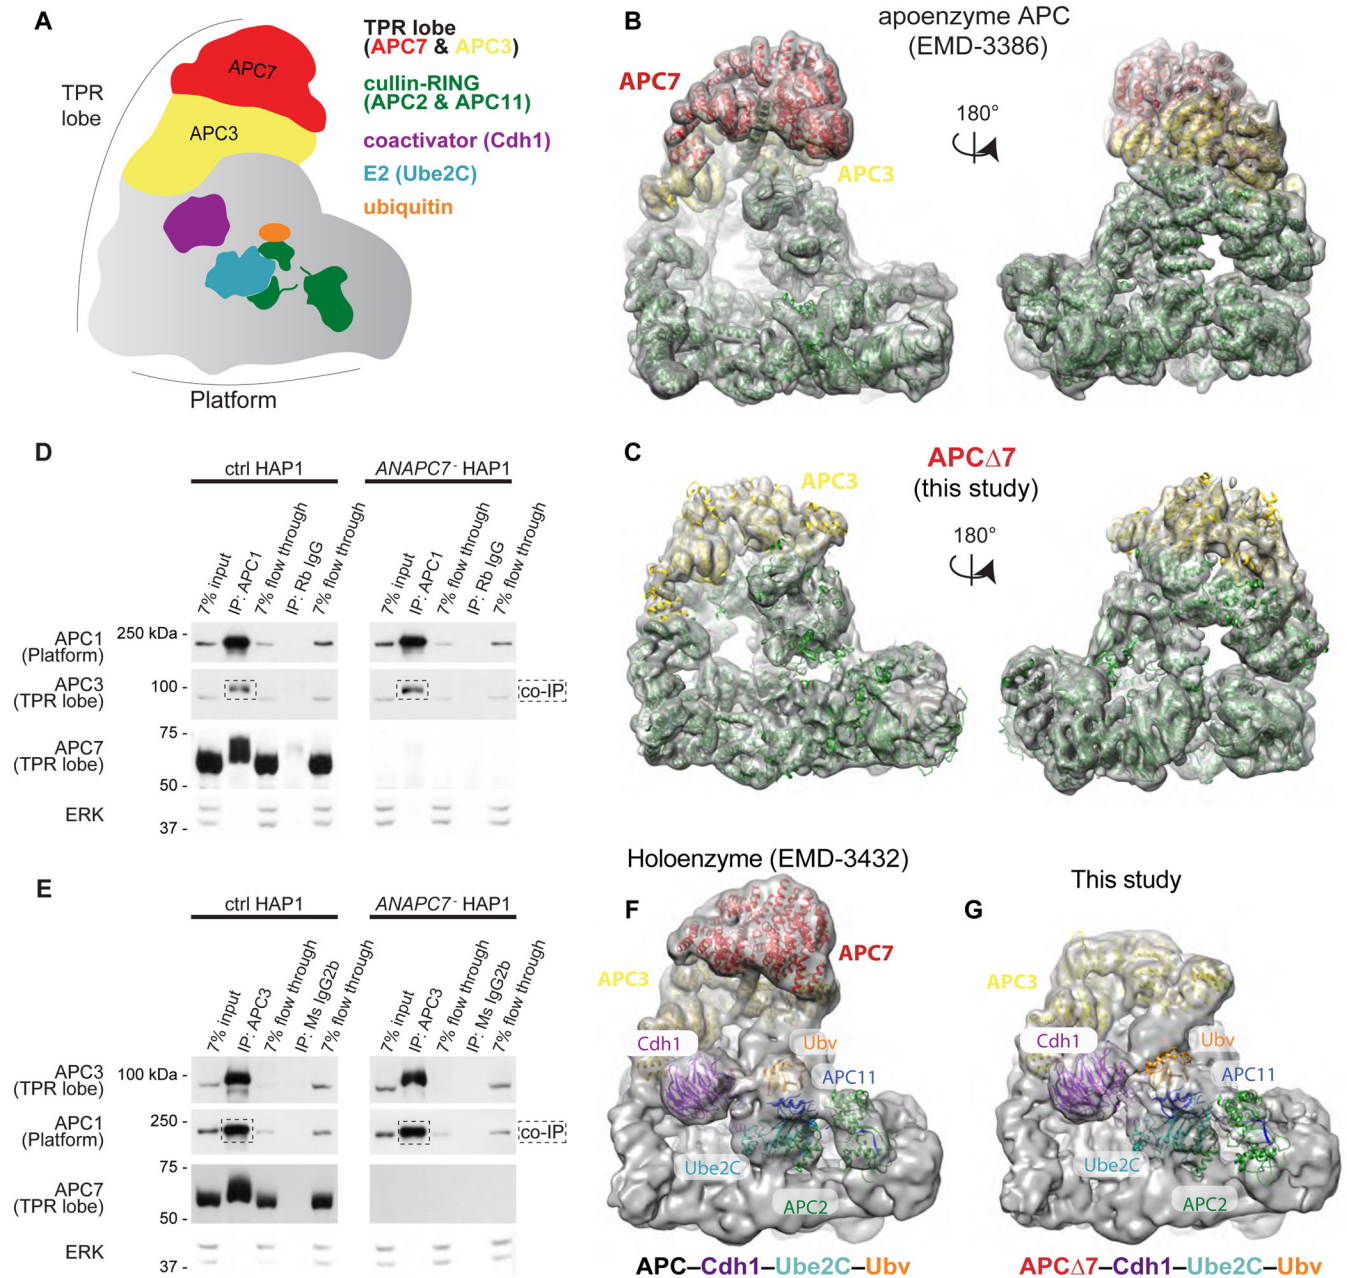 A
TPR
lobe
APC7
APC3
Platform
TPR lobe
(APC7 & APC3)
cullin-RING
(APC2 & APC11)
coactivator (Cdh1)
E2 (Ube2C)
ubiquitin
B
apoenzyme APC
(EMD-3386)
APC7
APC3
180°
C
APC3
APCΔ7
(this study)
180°
D
ctrl HAP1
ANAPC7- HAP1
7% input
IP: APC1
7% flow through
IP: Rb IgG
7% flow through
7% input
IP: APC1
7% flow through
IP: Rb IgG
7% flow through
APC1
(Platform)
250 kDa -
APC3
(TPR lobe)
100 -
co-IP
APC7
(TPR lobe)
75 -
50 -
ERK
37 -
E
ctrl HAP1
ANAPC7- HAP1
7% input
IP: APC3
7% flow through
IP: Ms IgG2b
7% flow through
7% input
IP: APC3
7% flow through
IP: Ms IgG2b
7% flow through
APC3
(TPR lobe)
100 kDa -
APC1
(Platform)
250 -
co-IP
APC7
(TPR lobe)
75 -
50 -
ERK
37 -
Holoenzyme (EMD-3432)
F
APC7
APC3
Cdh1
Ubv
APC11
Ube2C
APC2
APC–Cdh1–Ube2C–Ubv
This study
G
APC3
Cdh1
Ubv
APC11
Ube2C
APC2
APCΔ7–Cdh1–Ube2C–Ubv